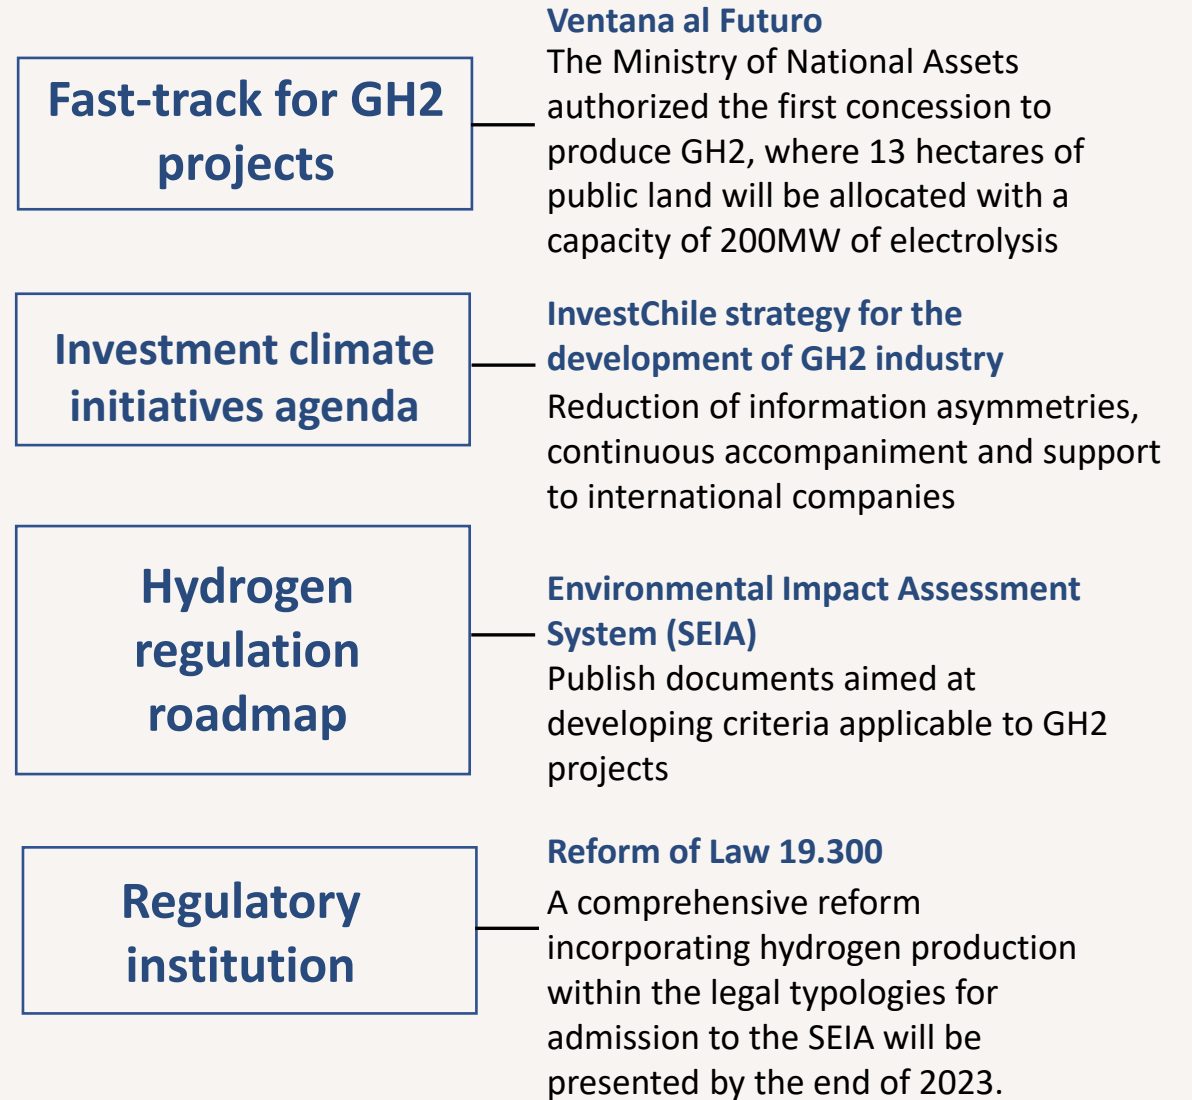 Fast-track for GH2
projects
Ventana al Futuro
The Ministry of National Assets
authorized the first concession to
produce GH2, where 13 hectares of
public land will be allocated with a
capacity of 200MW of electrolysis
Investment climate
initiatives agenda
InvestChile strategy for the
development of GH2 industry
Reduction of information asymmetries,
continuous accompaniment and support
to international companies
Hydrogen
regulation
roadmap
Environmental Impact Assessment
System (SEIA)
Publish documents aimed at
developing criteria applicable to GH2
projects
Regulatory
institution
Reform of Law 19.300
A comprehensive reform
incorporating hydrogen production
within the legal typologies for
admission to the SEIA will be
presented by the end of 2023.